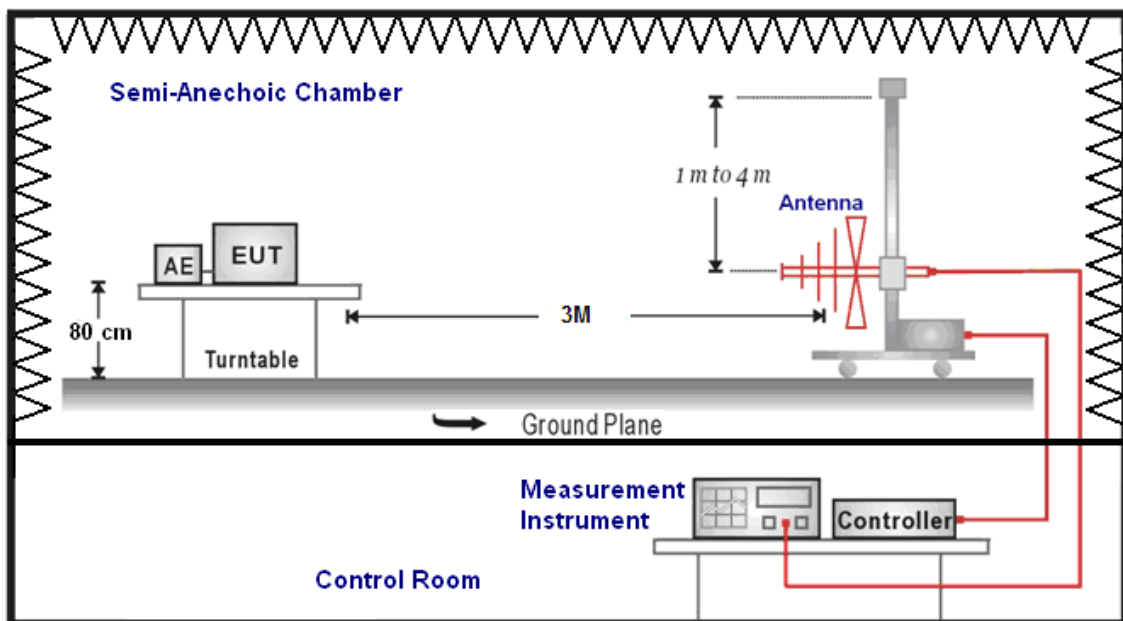 Semi-Anechoic Chamber
1 m to 4 m
Antenna
AE
EUT
80 cm
3M
Turntable
Ground Plane
Measurement
Instrument
Controller
Control Room